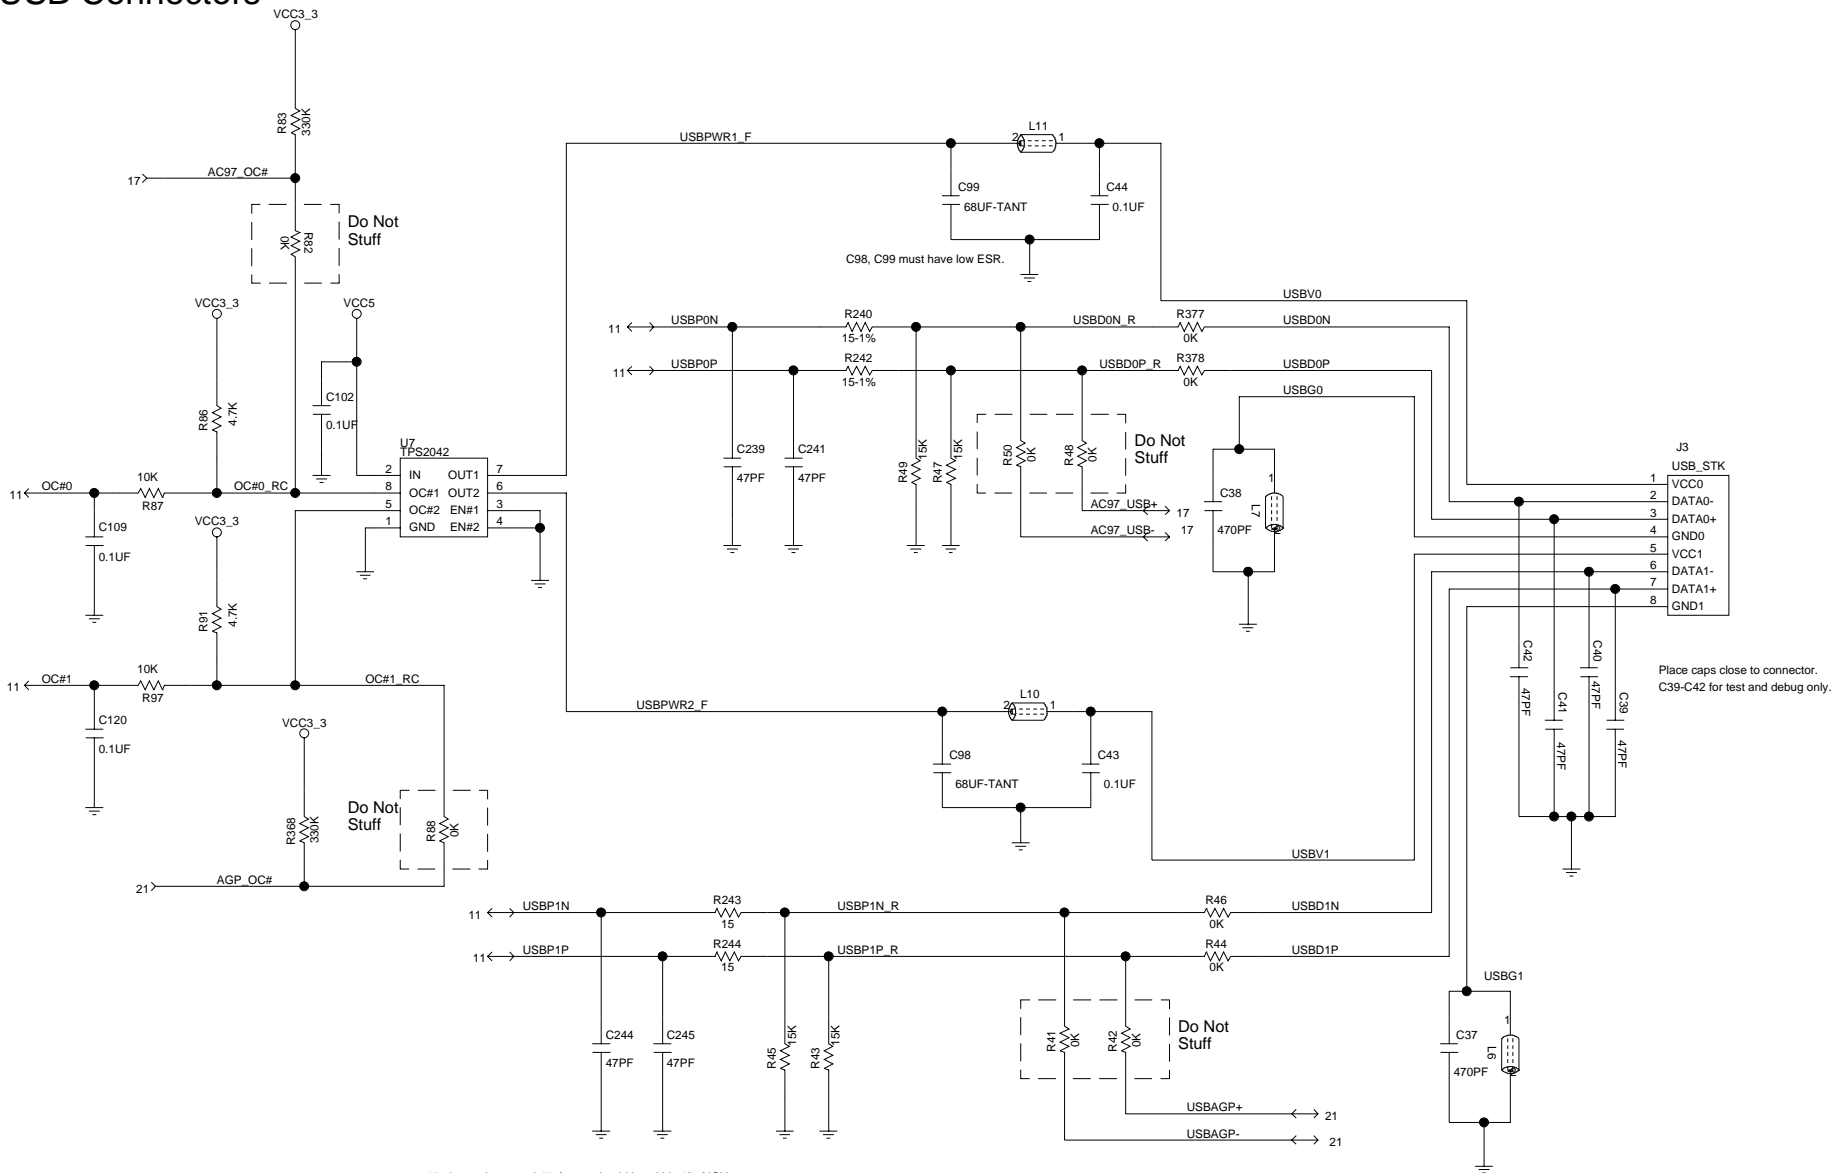 VCC3_3
R83
330K
17
AC97_OC#
Do Not
Stuff
R82
0K
VCC3_3
VCC5
R86
4.7K
C102
0.1UF
U7
TPS2042
2 IN OUT1 7
8 OC#1 OUT2 6
5 OC#2 EN#1 3
1 GND EN#2 4
11
OC#0
10K
R87
OC#0_RC
C109
0.1UF
VCC3_3
R91
4.7K
11
OC#1
10K
R97
OC#1_RC
C120
0.1UF
VCC3_3
R368
330K
Do Not
Stuff
R88
0K
21
AGP_OC#
USBPWR1_F
L11
2
1
C99
68UF-TANT
C44
0.1UF
C98, C99 must have low ESR.
USBV0
11
USBP0N
R240
15-1%
USBD0N_R
R377
0K
USBD0N
11
USBP0P
R242
15-1%
USBD0P_R
R378
0K
USBD0P
USBG0
C239
47PF
C241
47PF
R49
15K
R47
15K
R50
0K
R48
0K
Do Not
Stuff
AC97_USB+
17
AC97_USB-
17
C38
470PF
1
L7
2
J3
USB_STK
1 VCC0
2 DATA0-
3 DATA0+
4 GND0
5 VCC1
6 DATA1-
7 DATA1+
8 GND1
C42
47PF
C41
47PF
C40
47PF
C39
47PF
Place caps close to connector.
C39-C42 for test and debug only.
USBPWR2_F
L10
2
1
C98
68UF-TANT
C43
0.1UF
USBV1
11
USBP1N
R243
15
USBP1N_R
R46
0K
USBD1N
11
USBP1P
R244
15
USBP1P_R
R44
0K
USBD1P
C244
47PF
C245
47PF
R45
15K
R43
15K
R41
0K
R42
0K
Do Not
Stuff
USBAGP+
21
USBAGP-
21
USBG1
C37
470PF
1
L6
2